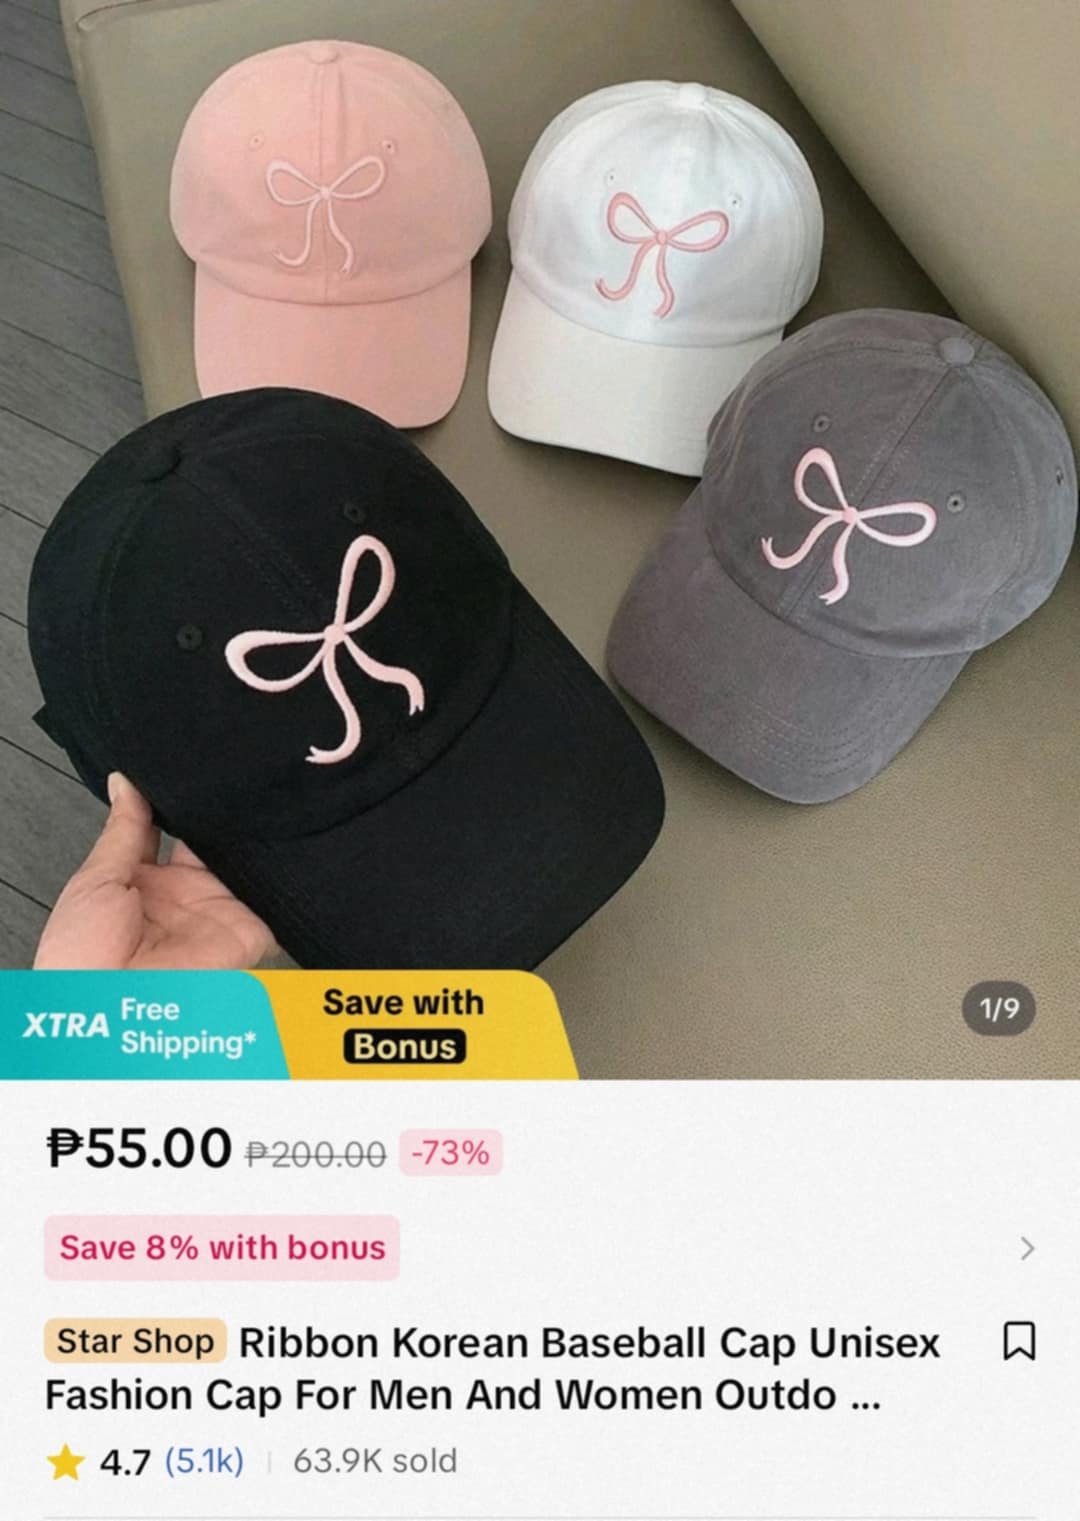 XTRA Free Shipping*
Save with
Bonus
1/9
₱55.00 ₱200.00 -73%
Save 8% with bonus
Star Shop Ribbon Korean Baseball Cap Unisex
Fashion Cap For Men And Women Outdo ...
4.7 (5.1k) | 63.9K sold